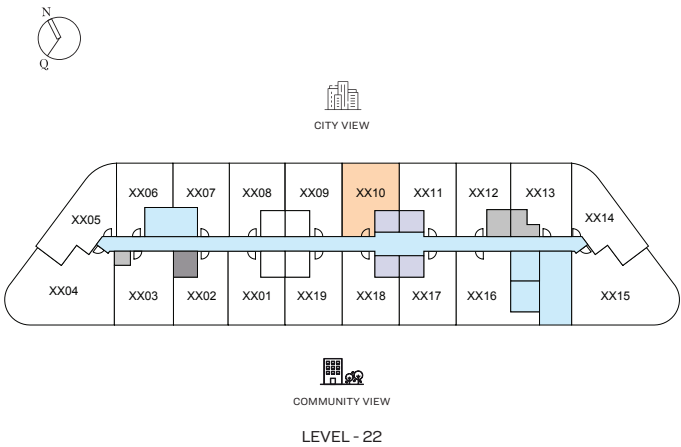 N
Q
CITY VIEW
XX06 XX07 XX08 XX09 XX10 XX11 XX12 XX13
XX05 XX14
XX04 XX03 XX02 XX01 XX19 XX18 XX17 XX16 XX15
COMMUNITY VIEW
LEVEL - 22